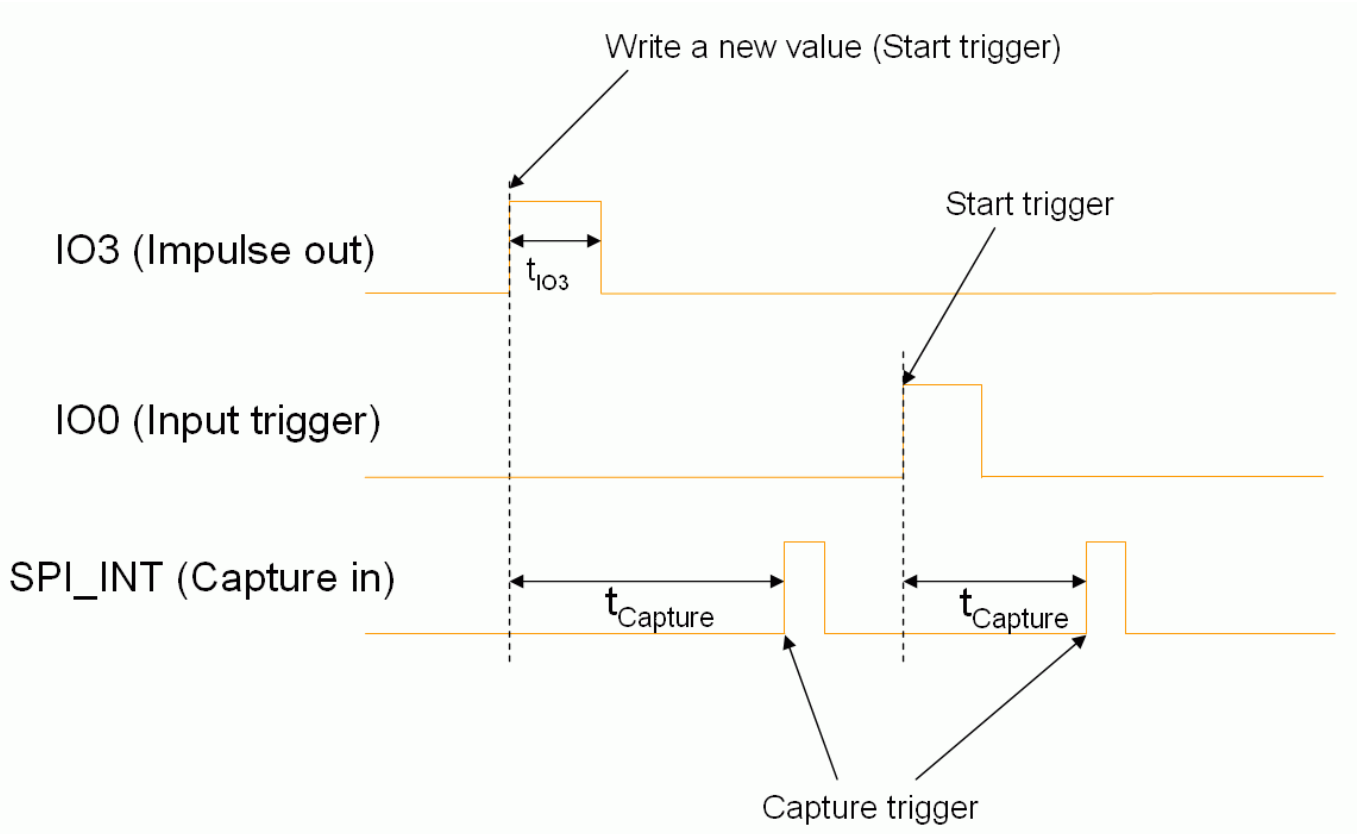 Write a new value (Start trigger)
Start trigger
IO3 (Impulse out)
tIO3
IO0 (Input trigger)
SPI_INT (Capture in)
tCapture
tCapture
Capture trigger